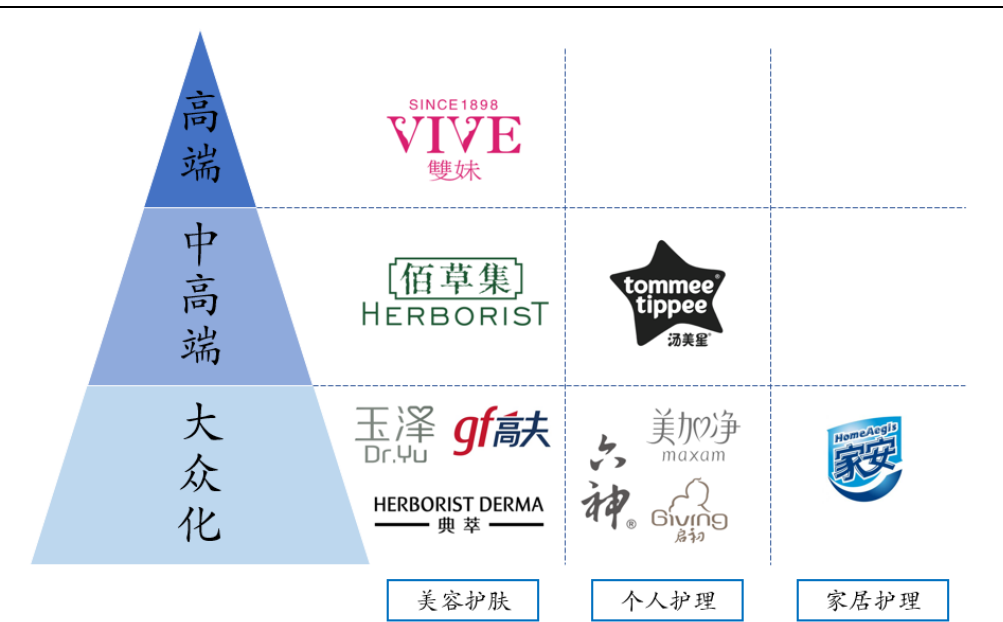 高端
SINCE1898
VIVE
雙妹
中高端
佰草集
HERBORIST
tommee®
tippee
汤美星®
大众化
玉泽
Dr.Yu
gf高夫
HERBORIST DERMA
典萃
六神®
美加净
maxam
Giving
启初
HomeAegis
家安
美容护肤
个人护理
家居护理